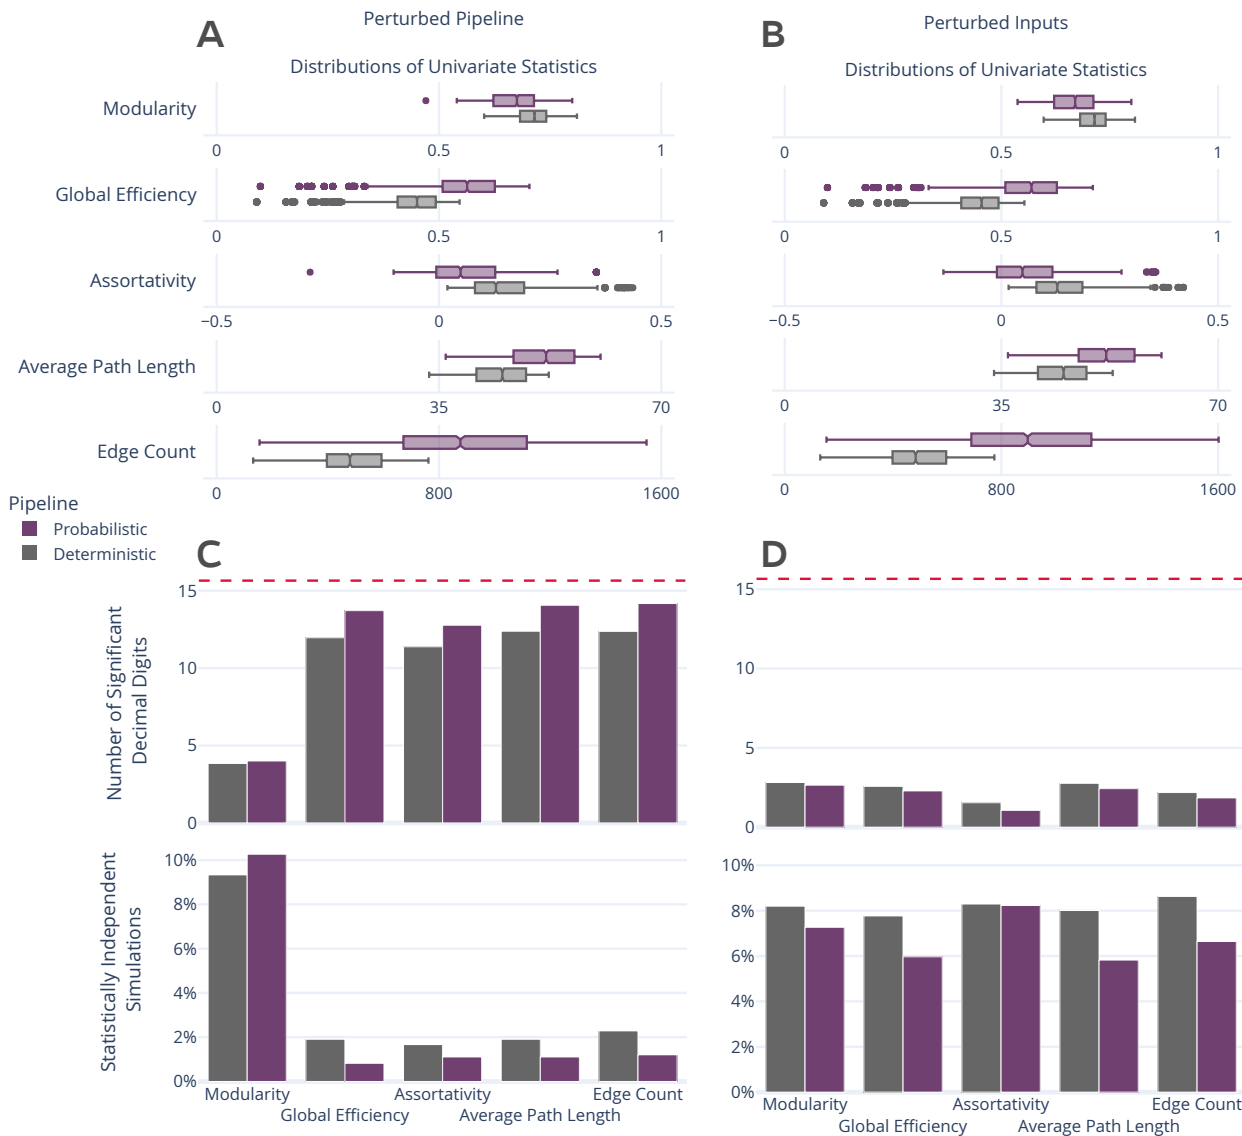 A
Perturbed Pipeline
Distributions of Univariate Statistics
Modularity
0 0.5 1
Global Efficiency
0 0.5 1
Assortativity
−0.5 0 0.5
Average Path Length
0 35 70
Edge Count
0 800 1600
B
Perturbed Inputs
Distributions of Univariate Statistics
0 0.5 1
0 0.5 1
−0.5 0 0.5
0 35 70
0 800 1600
Pipeline
Probabilistic
Deterministic
C
Number of Significant
Decimal Digits
15
10
5
0
Statistically Independent
Simulations
10%
8%
6%
4%
2%
0%
Modularity Assortativity Edge Count
Global Efficiency Average Path Length
D
15
10
5
0
10%
8%
6%
4%
2%
0%
Modularity Assortativity Edge Count
Global Efficiency Average Path Length